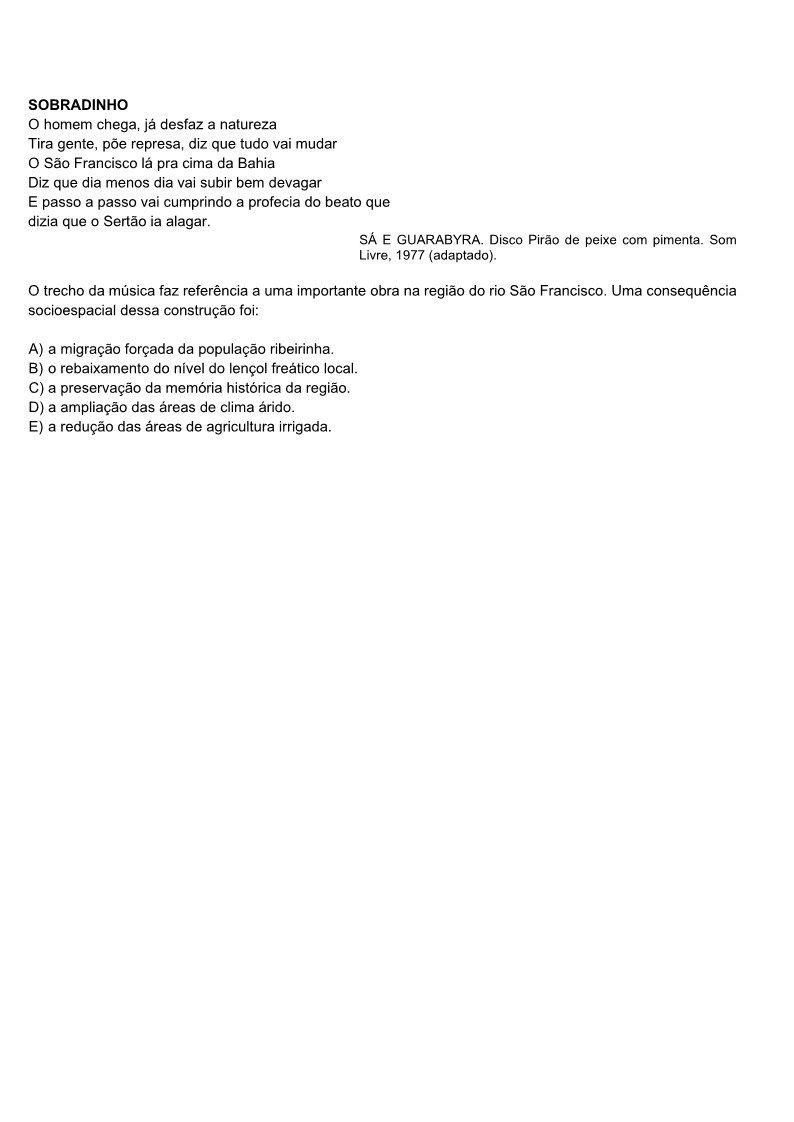 SOBRADINHO
O homem chega, já desfaz a natureza
Tira gente, põe represa, diz que tudo vai mudar
O São Francisco lá pra cima da Bahia
Diz que dia menos dia vai subir bem devagar
E passo a passo vai cumprindo a profecia do beato que
dizia que o Sertão ia alagar.
SÁ E GUARABYRA. Disco Pirão de peixe com pimenta. Som
Livre, 1977 (adaptado).
O trecho da música faz referência a uma importante obra na região do rio São Francisco. Uma consequência
socioespacial dessa construção foi:
A) a migração forçada da população ribeirinha.
B) o rebaixamento do nível do lençol freático local.
C) a preservação da memória histórica da região.
D) a ampliação das áreas de clima árido.
E) a redução das áreas de agricultura irrigada.